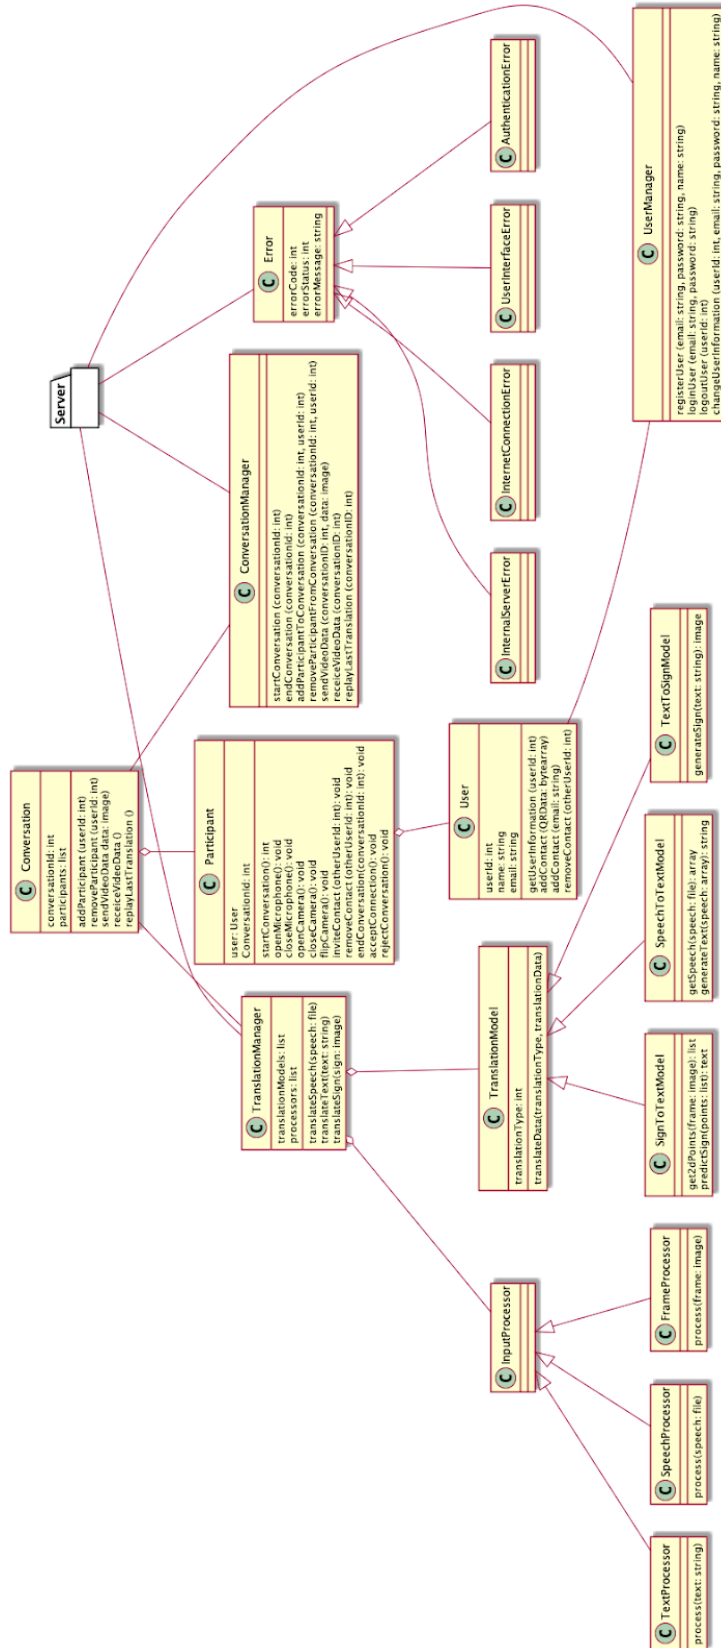 Server
C Conversation
conversationId: int
participants: list
addParticipant (userId: int)
removeParticipant (userId: int)
sendVideoData data: image)
receiceVideoData ()
replayLastTranslation ()
C TranslationManager
translationModels: list
processors: list
translateSpeech(speech: file)
translateText(text: string)
translateSign(sign: image)
C Participant
user: User
ConversationId: int
startConversation(): int
openMicrophone(): void
closeMicrophone(): void
openCamera(): void
closeCamera(): void
flipCamera(): void
inviteContact (otherUserId: int): void
removeContact (otherUserId: int): void
endConversation(conversationId: int): void
acceptConnection(): void
rejectConversation(): void
C ConversationManager
startConversation (conversationId: int)
endConversation (conversationId: int)
addParticipantToConversation (conversationId: int, userId: int)
removeParticipantFromConversation (conversationId: int, userId: int)
sendVideoData (conversationID: int, data: image)
receiceVideoData (conversationID: int)
replayLastTranslation (conversationID: int)
C Error
errorCode: int
errorStatus: int
errorMessage: string
C InputProcessor
C TranslationModel
translationType: int
translateData(translationType, translationData)
C User
userId: int
name: string
email: string
getUserInformation (userId: int)
addContact (QRData: bytearray)
addContact (email: string)
removeContact (otherUserId: int)
C InternalServerError
C InternetConnectionError
C UserInterfaceError
C AuthenticationError
C TextProcessor
process(text: string)
C SpeechProcessor
process(speech: file)
C FrameProcessor
process(frame: image)
C SignToTextModel
get2dPoints(frame: image): list
predictSign(points: list): text
C SpeechToTextModel
getSpeech(speech: file): array
generateText(speech: array): string
C TextToSignModel
generateSign(text: string): image
C UserManager
registerUser (email: string, password: string, name: string)
loginUser (email: string, password: string)
logoutUser (userId: int)
changeUserInformation (userId: int, email: string, password: string, name: string)